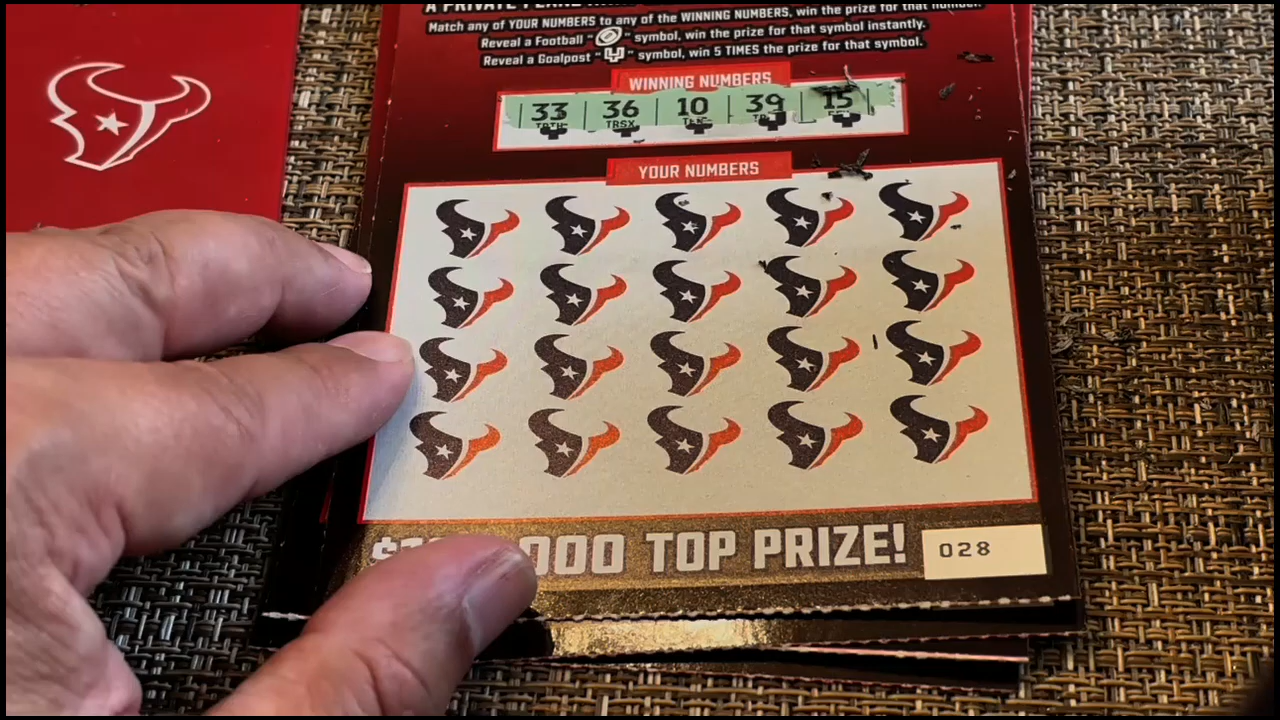 Match any of YOUR NUMBERS to any of the WINNING NUMBERS, win the prize for that number.
Reveal a Football " " symbol, win the prize for that symbol instantly.
Reveal a Goalpost " " symbol, win 5 TIMES the prize for that symbol.
WINNING NUMBERS
33 36 10 39 15
TRSX
YOUR NUMBERS
000 TOP PRIZE!
028